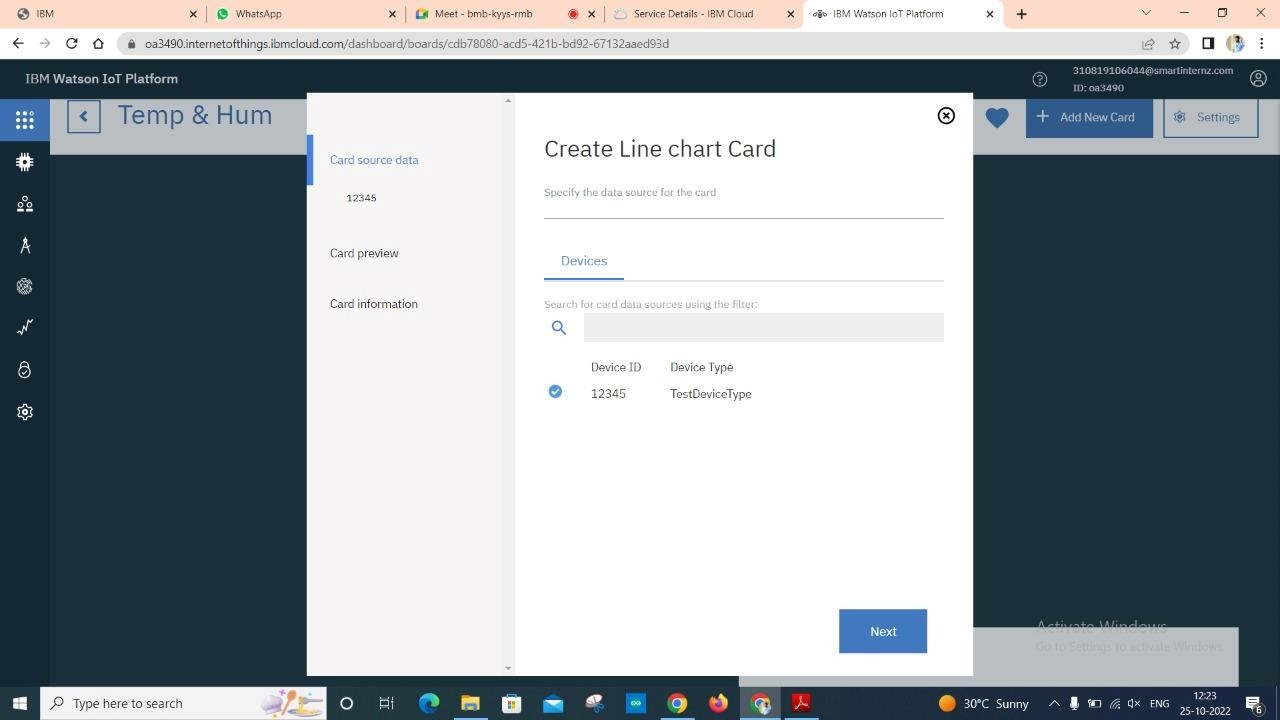 IBM
WhatsApp
Meet - bmb-kyys-rmb
Service Details - IBM Cloud
IBM Watson IoT Platform
oa3490.internetofthings.ibmcloud.com/dashboard/boards/cdb78080-acd5-421b-bd92-67132aaed93d
IBM Watson IoT Platform
310819106044@smartinternz.com
ID: oa3490
Temp & Hum
Add New Card
Settings
Card source data
12345
Card preview
Card information
Create Line chart Card
Specify the data source for the card
Devices
Search for card data sources using the filter:
Device ID Device Type
12345 TestDeviceType
Next
Activate Windows
Go to Settings to activate Windows.
Type here to search
30°C Sunny
ENG
12:23
25-10-2022
6